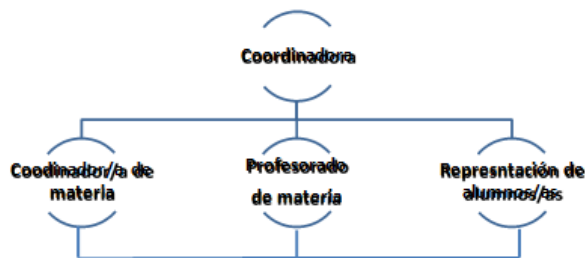 Coordinadora
Coodinador/a de
materia
Profesorado
de materia
Represntación de
alumnos/as